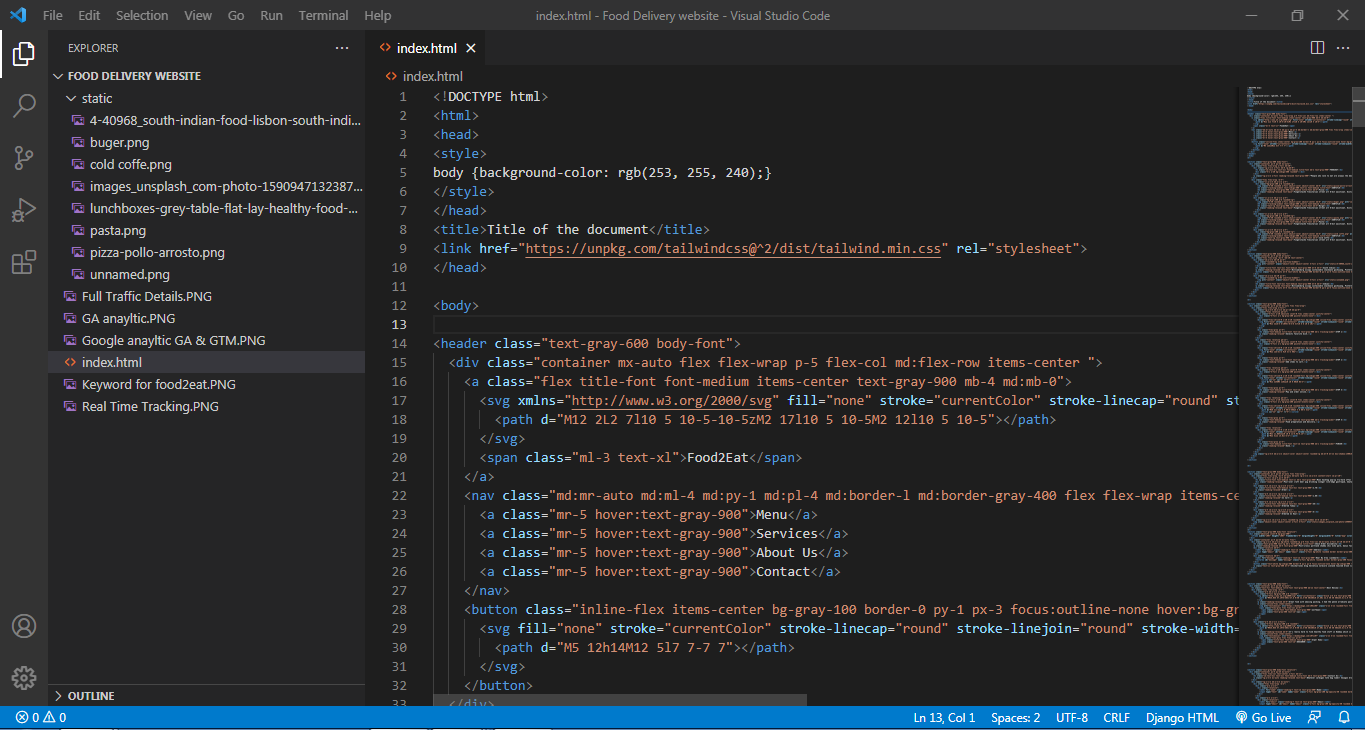 File Edit Selection View Go Run Terminal Help
index.html - Food Delivery website - Visual Studio Code
EXPLORER
FOOD DELIVERY WEBSITE
static
4-40968_south-indian-food-lisbon-south-indi...
buger.png
cold coffe.png
images_unsplash_com-photo-1590947132387...
lunchboxes-grey-table-flat-lay-healthy-food-...
pasta.png
pizza-pollo-arrosto.png
unnamed.png
Full Traffic Details.PNG
GA anayltic.PNG
Google anayltic GA & GTM.PNG
index.html
Keyword for food2eat.PNG
Real Time Tracking.PNG
OUTLINE
index.html
index.html
1 <!DOCTYPE html>
2 <html>
3 <head>
4 <style>
5 body {background-color: rgb(253, 255, 240);}
6 </style>
7 </head>
8 <title>Title of the document</title>
9 <link href="https://unpkg.com/tailwindcss@^2/dist/tailwind.min.css" rel="stylesheet">
10 </head>
11
12 <body>
13
14 <header class="text-gray-600 body-font">
15 <div class="container mx-auto flex flex-wrap p-5 flex-col md:flex-row items-center ">
16 <a class="flex title-font font-medium items-center text-gray-900 mb-4 md:mb-0">
17 <svg xmlns="http://www.w3.org/2000/svg" fill="none" stroke="currentColor" stroke-linecap="round" st
18 <path d="M12 2L2 7l10 5 10-5-10-5zM2 17l10 5 10-5M2 12l10 5 10-5"></path>
19 </svg>
20 <span class="ml-3 text-xl">Food2Eat</span>
21 </a>
22 <nav class="md:mr-auto md:ml-4 md:py-1 md:pl-4 md:border-l md:border-gray-400 flex flex-wrap items-ce
23 <a class="mr-5 hover:text-gray-900">Menu</a>
24 <a class="mr-5 hover:text-gray-900">Services</a>
25 <a class="mr-5 hover:text-gray-900">About Us</a>
26 <a class="mr-5 hover:text-gray-900">Contact</a>
27 </nav>
28 <button class="inline-flex items-center bg-gray-100 border-0 py-1 px-3 focus:outline-none hover:bg-gr
29 <svg fill="none" stroke="currentColor" stroke-linecap="round" stroke-linejoin="round" stroke-width=
30 <path d="M5 12h14M12 5l7 7-7 7"></path>
31 </svg>
32 </button>
33 </div>
0 0 Ln 13, Col 1 Spaces: 2 UTF-8 CRLF Django HTML Go Live